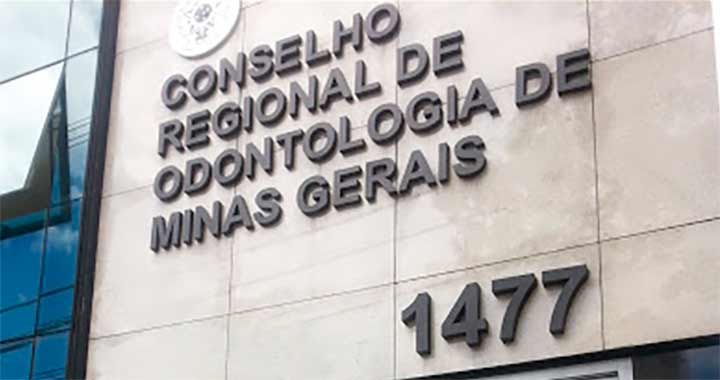 CONSELHO
REGIONAL DE
ODONTOLOGIA DE
MINAS GERAIS
1477